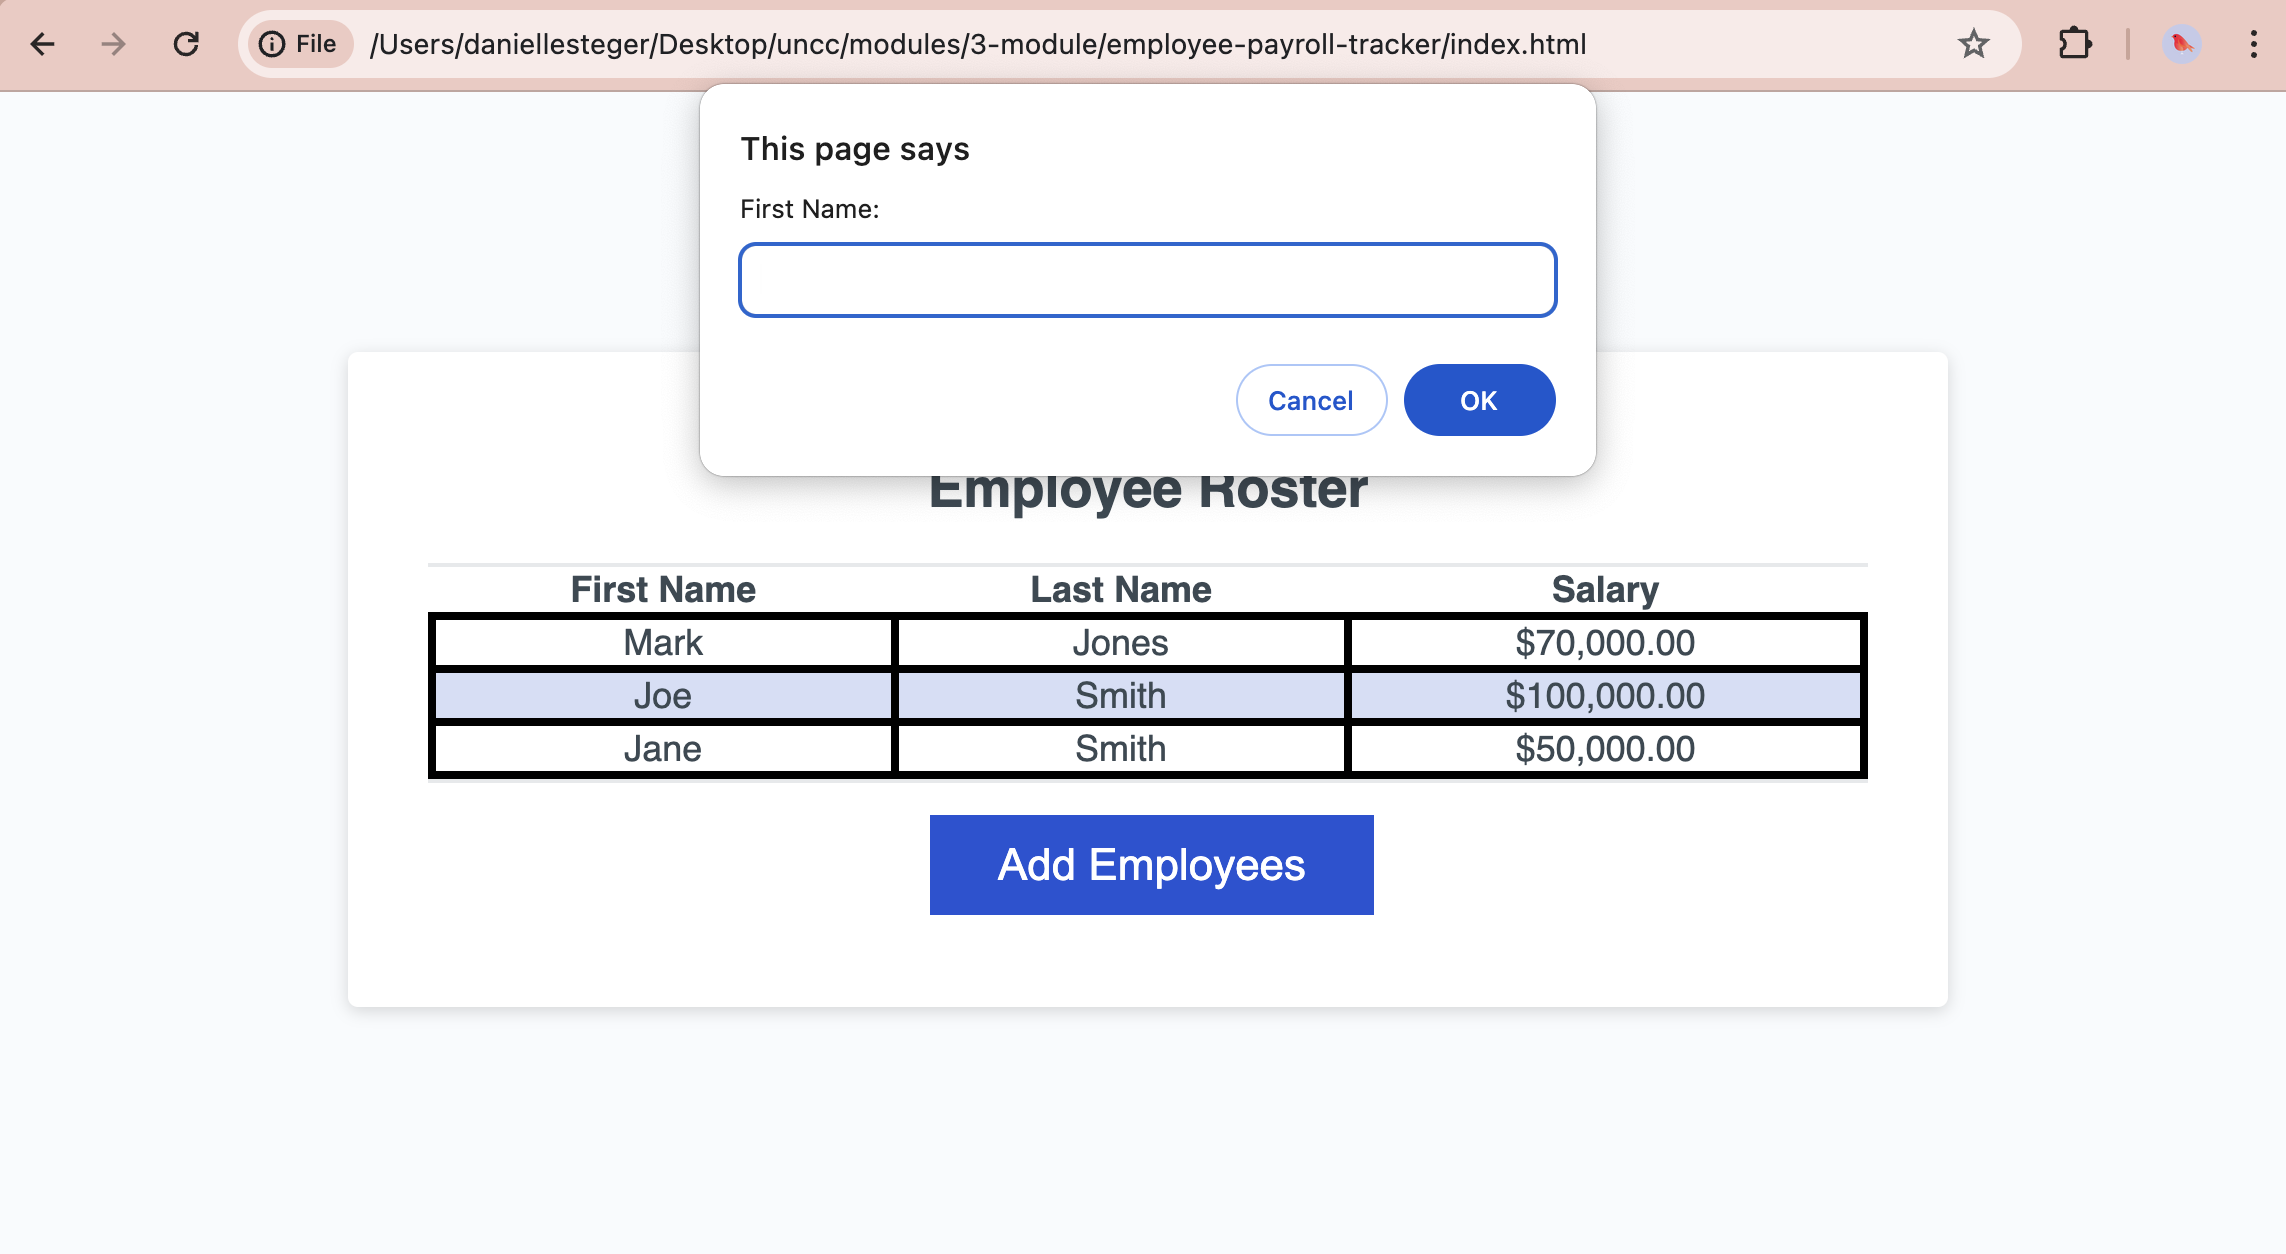 File /Users/daniellesteger/Desktop/uncc/modules/3-module/employee-payroll-tracker/index.html
This page says
First Name:
Cancel OK
Employee Roster
First Name Last Name Salary
Mark Jones $70,000.00
Joe Smith $100,000.00
Jane Smith $50,000.00
Add Employees